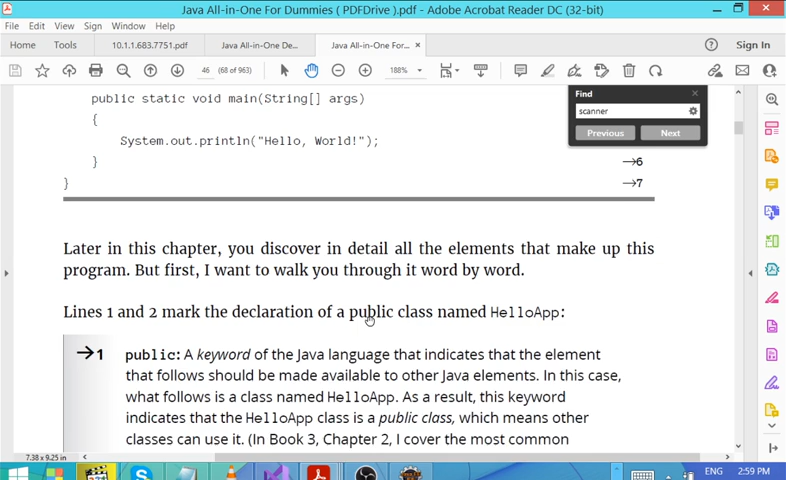 Java All-in-One For Dummies ( PDFDrive ).pdf - Adobe Acrobat Reader DC (32-bit)
File Edit View Sign Window Help
Home Tools 10.1.1.683.7751.pdf Java All-in-One De... Java All-in-One For... × Sign In
46 (68 of 963) 188%
Find
scanner
Previous Next
public static void main(String[] args)
{
System.out.println("Hello, World!");
} →6
} →7
Later in this chapter, you discover in detail all the elements that make up this
program. But first, I want to walk you through it word by word.
Lines 1 and 2 mark the declaration of a public class named HelloApp:
→1 public: A keyword of the Java language that indicates that the element
that follows should be made available to other Java elements. In this case,
what follows is a class named HelloApp. As a result, this keyword
indicates that the HelloApp class is a public class, which means other
classes can use it. (In Book 3, Chapter 2, I cover the most common
7.38 x 9.25 in
ENG 2:59 PM